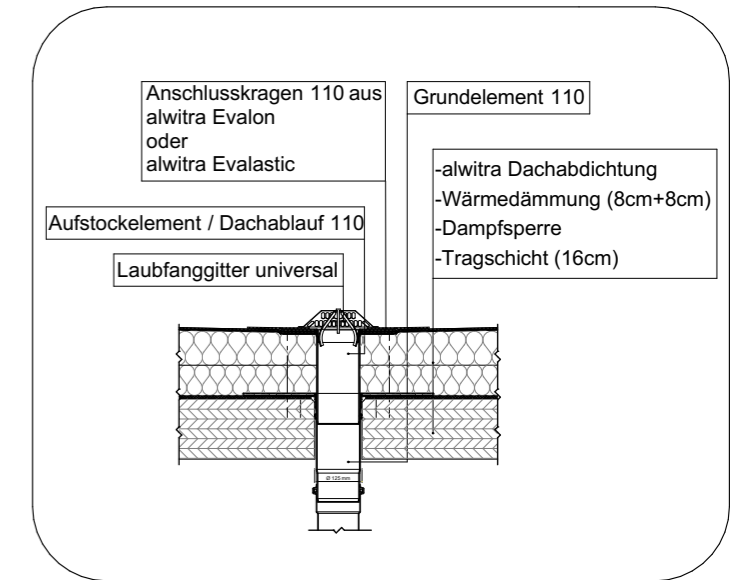 Anschlusskragen 110 aus
alwitra Evalon
oder
alwitra Evalastic
Grundelement 110
-alwitra Dachabdichtung
-Wärmedämmung (8cm+8cm)
-Dampfsperre
-Tragschicht (16cm)
Aufstockelement / Dachablauf 110
Laubfanggitter universal
Ø 125 mm